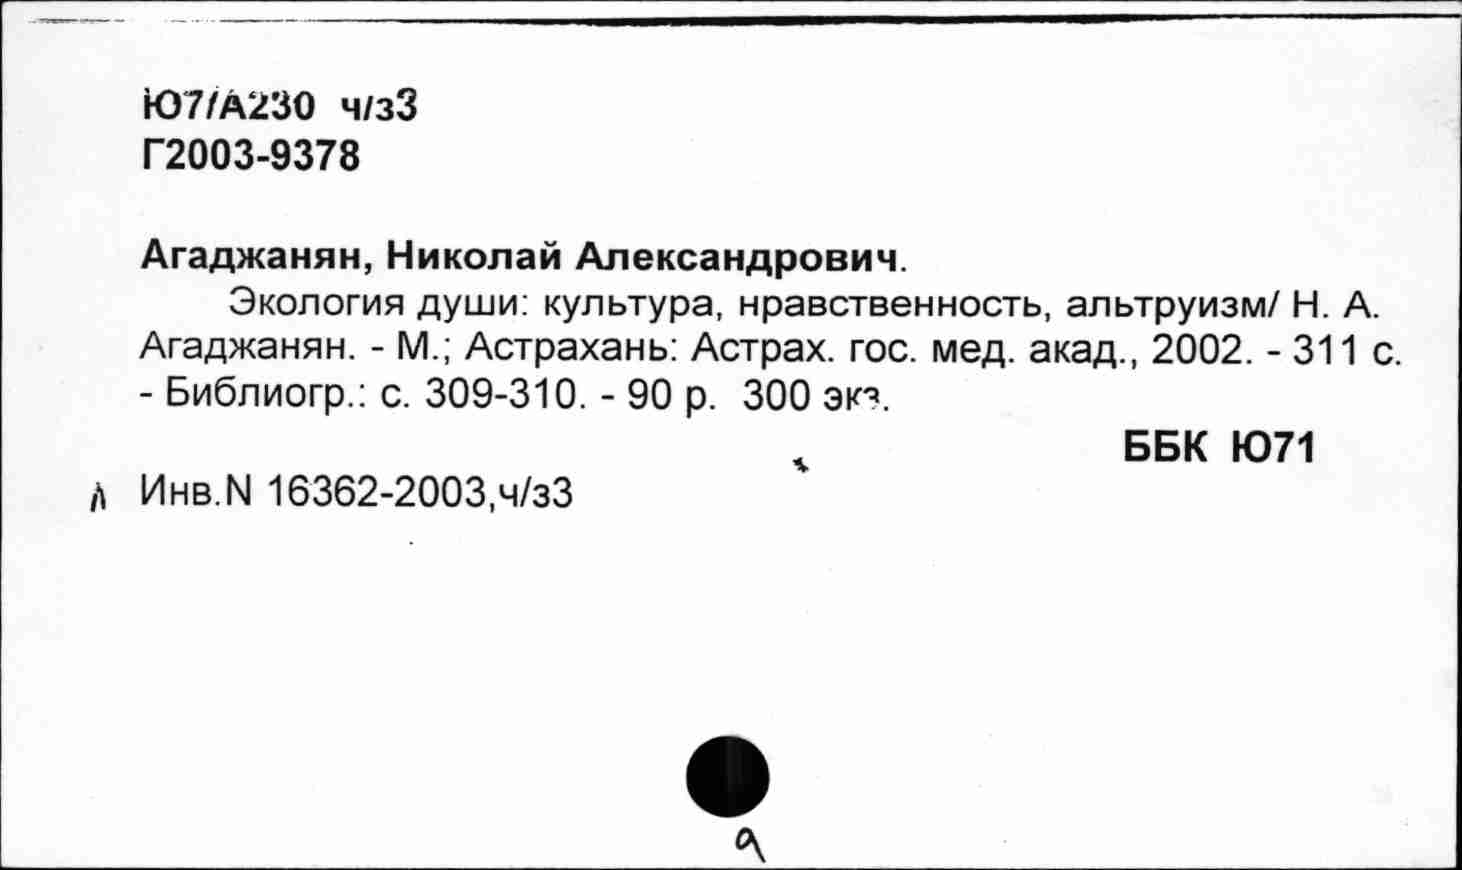 Ю7/А230 ч/з3
Г2003-9378
Агаджанян, Николай Александрович.
Экология души: культура, нравственность, альтруизм/ Н. А.
Агаджанян. - М.; Астрахань: Астрах. гос. мед. акад., 2002. - 311 с.
- Библиогр.: с. 309-310. - 90 р. 300 экз.
ББК Ю71
Инв.N 16362-2003,ч/з3